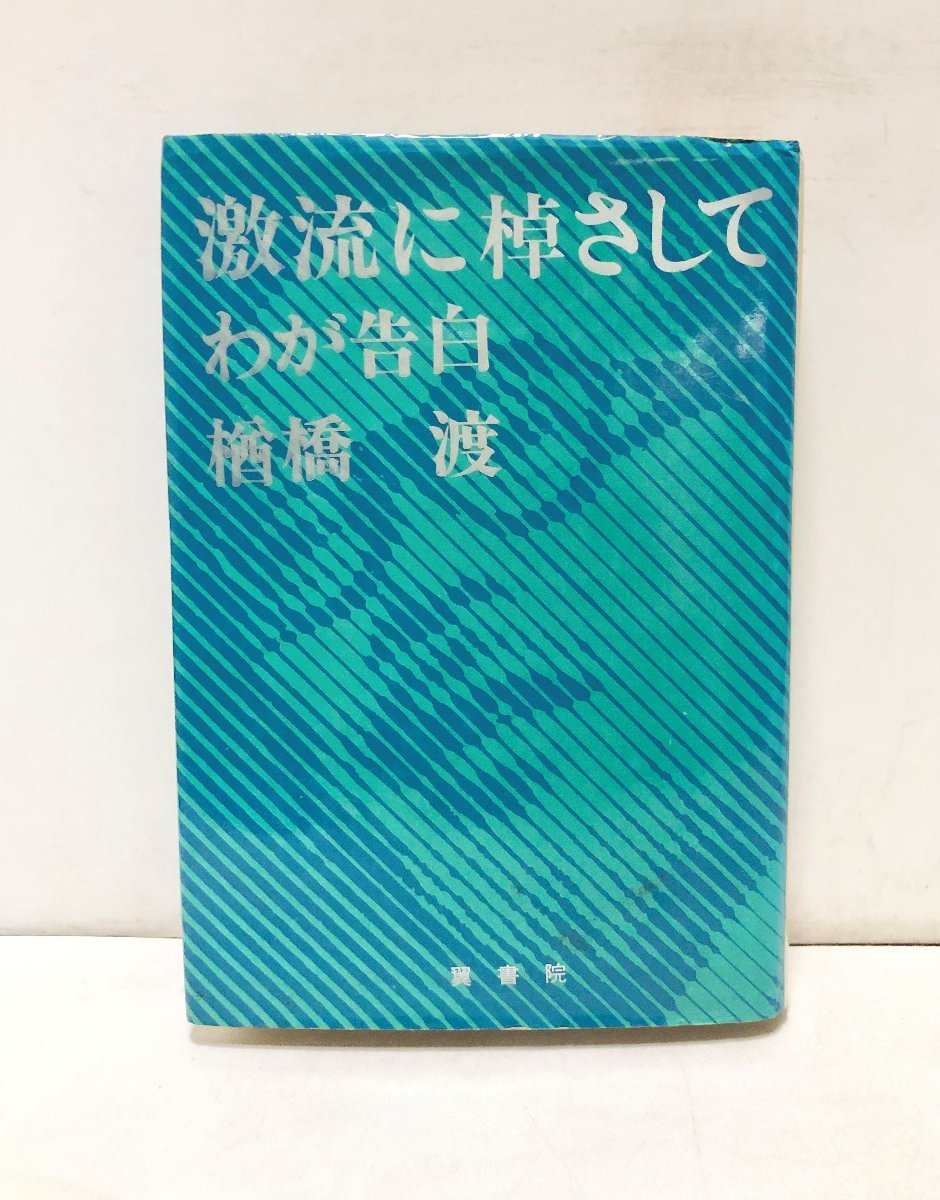 激流に棹さして
わが告白
楢橋　渡
翼書院